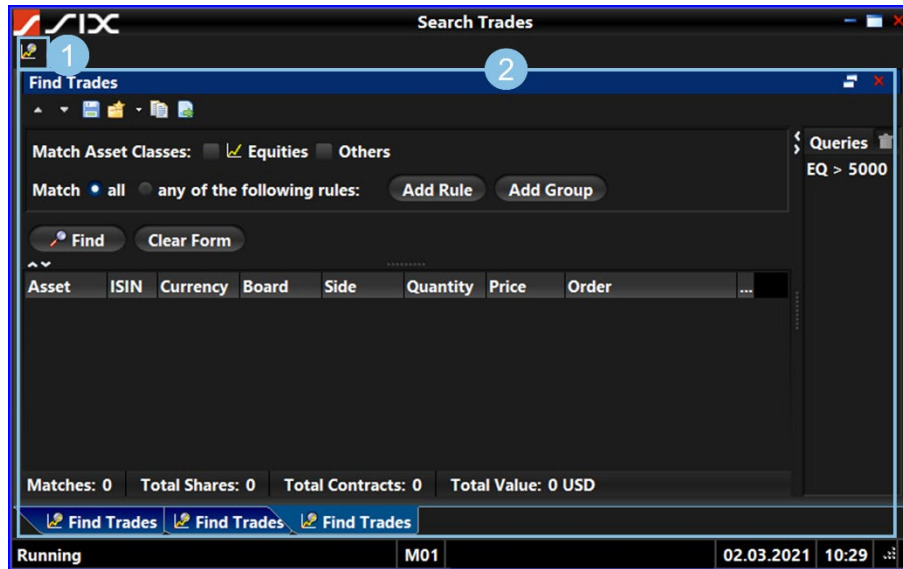 SIX Search Trades
1
2
Find Trades
Match Asset Classes: Equities Others
Match all any of the following rules: Add Rule Add Group
Find Clear Form
Queries
EQ > 5000
Asset ISIN Currency Board Side Quantity Price Order ...
Matches: 0 Total Shares: 0 Total Contracts: 0 Total Value: 0 USD
Find Trades Find Trades Find Trades
Running M01 02.03.2021 10:29